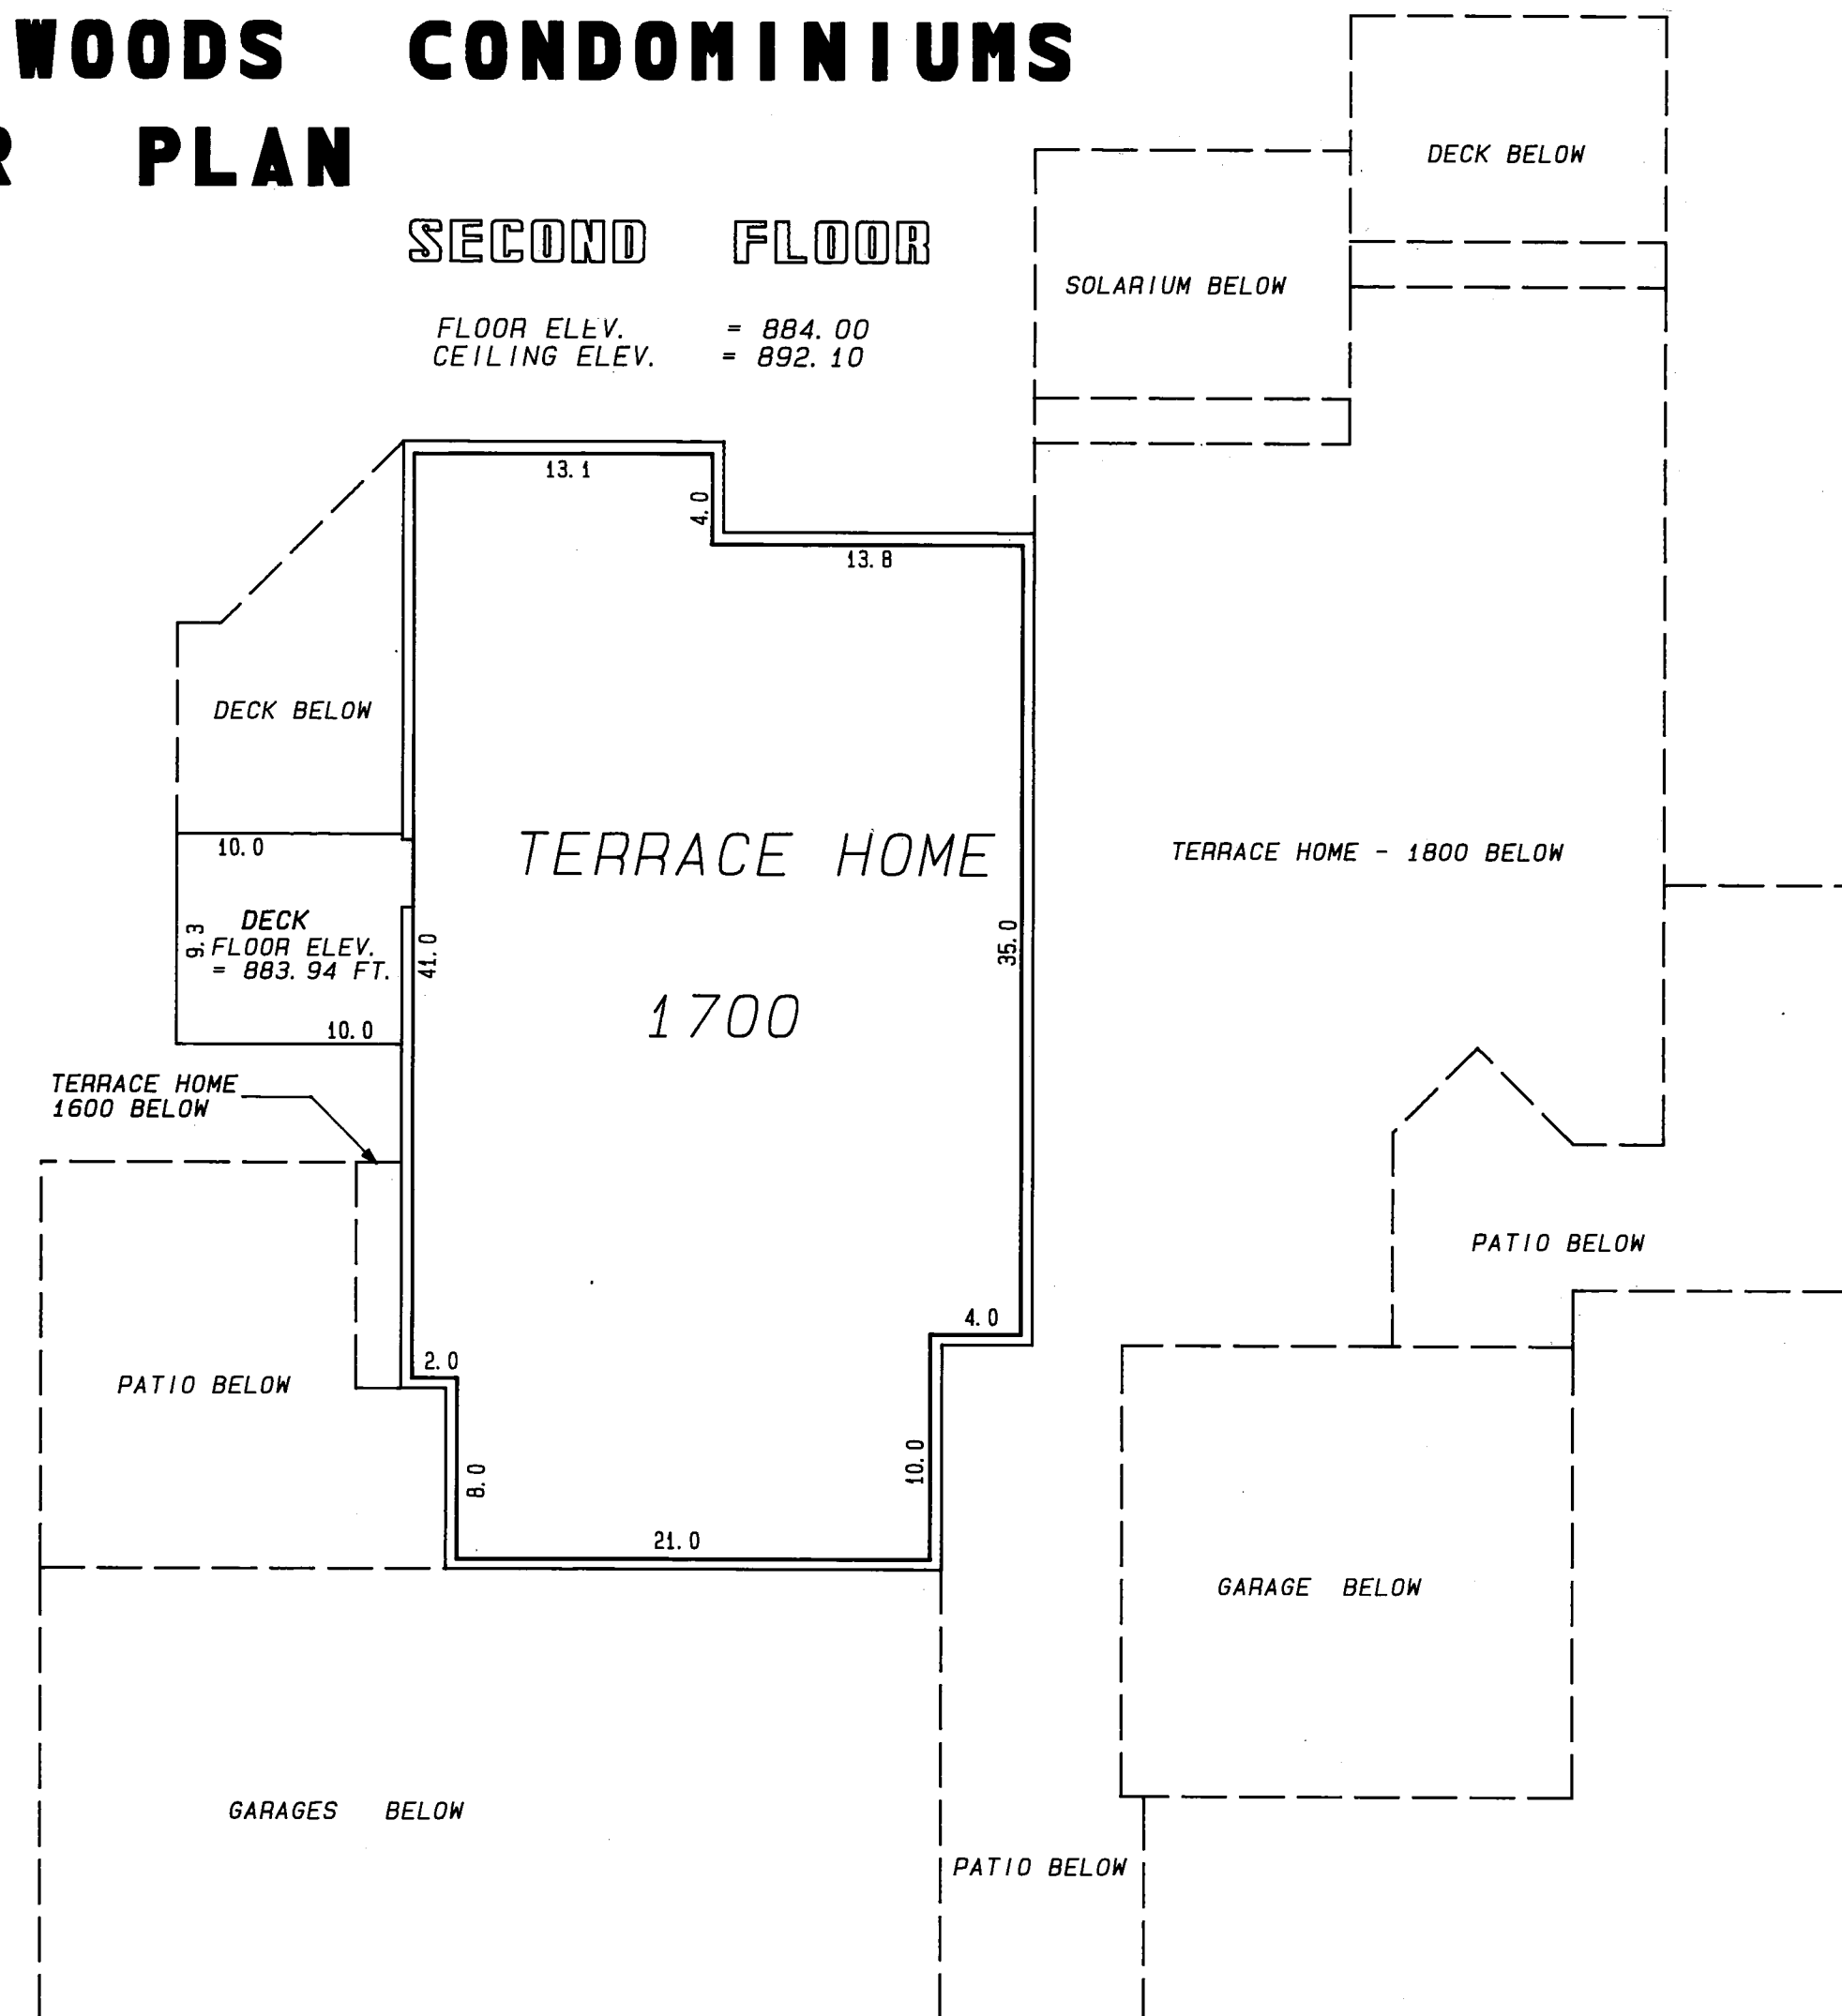 WOODS CONDOMINIUMS
R PLAN
SECOND FLOOR
FLOOR ELEV. = 884.00
CEILING ELEV. = 892.10
DECK BELOW
SOLARIUM BELOW
13.1
4.0
13.8
DECK BELOW
10.0
TERRACE HOME
1700
TERRACE HOME - 1800 BELOW
9.3
DECK
FLOOR ELEV.
= 883.94 FT.
41.0
35.0
10.0
TERRACE HOME
1600 BELOW
PATIO BELOW
4.0
2.0
PATIO BELOW
8.0
10.0
21.0
GARAGE BELOW
GARAGES BELOW
PATIO BELOW